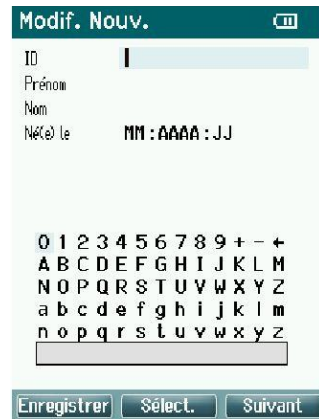 Modif. Nouv.
ID
Prénom
Nom
Né(e) le MM:AAAA:JJ
0 1 2 3 4 5 6 7 8 9 + - ←
A B C D E F G H I J K L M
N O P Q R S T U V W X Y Z
a b c d e f g h i j k l m
n o p q r s t u v w x y z
Enregistrer Sélect. Suivant